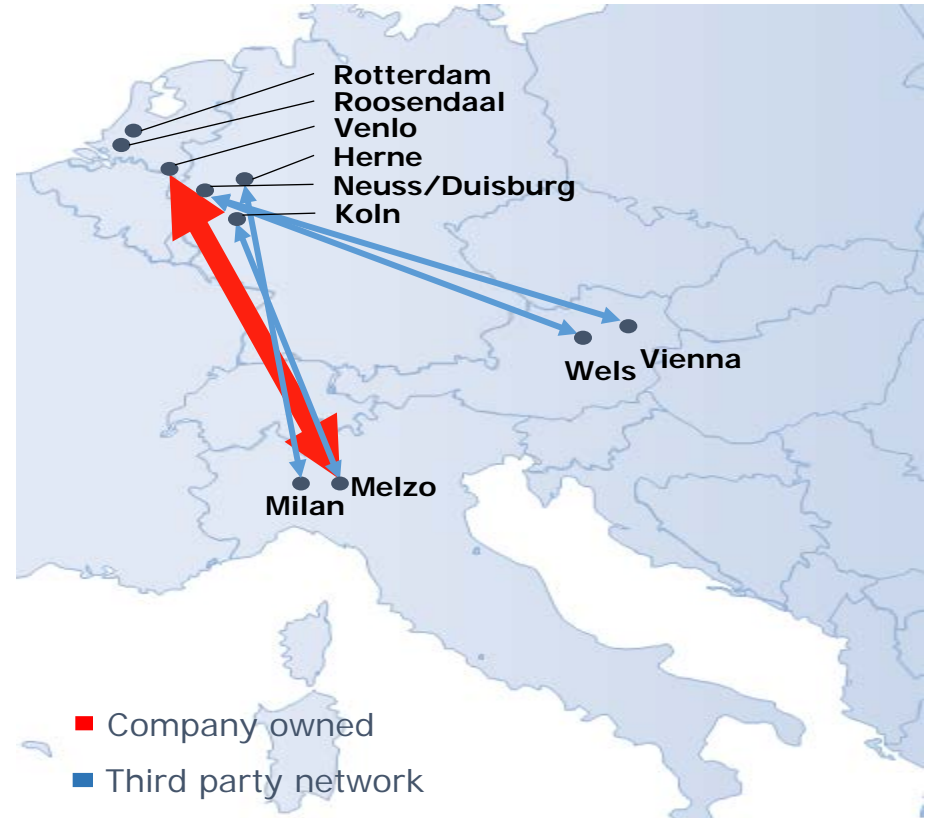 Rotterdam
Roosendaal
Venlo
Herne
Neuss/Duisburg
Koln
Wels
Vienna
Milan
Melzo
Company owned
Third party network